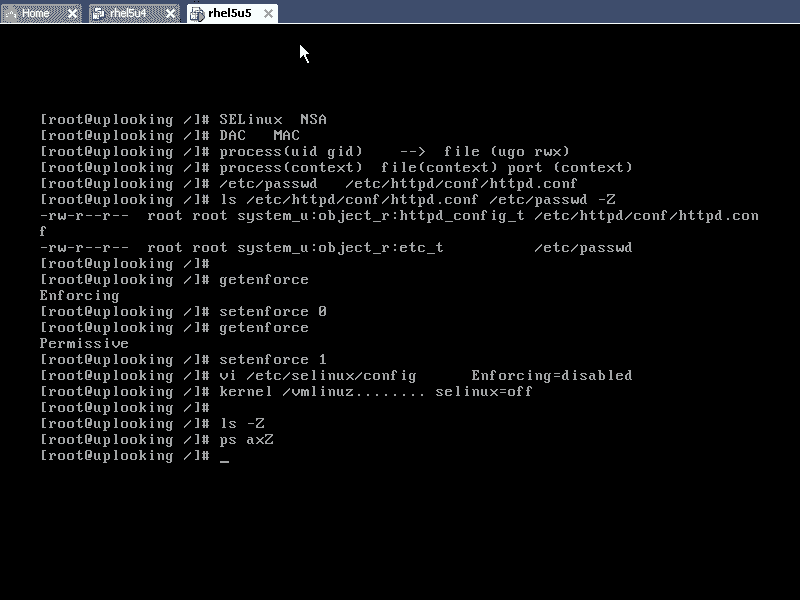 Home
rhel5u4
rhel5u5
[root@uplooking /]# SELinux  NSA
[root@uplooking /]# DAC   MAC
[root@uplooking /]# process(uid gid)    --> file (ugo rwx)
[root@uplooking /]# process(context)  file(context) port (context)
[root@uplooking /]# /etc/passwd   /etc/httpd/conf/httpd.conf
[root@uplooking /]# ls /etc/httpd/conf/httpd.conf /etc/passwd -Z
-rw-r--r--  root root system_u:object_r:httpd_config_t /etc/httpd/conf/httpd.con
f
-rw-r--r--  root root system_u:object_r:etc_t          /etc/passwd
[root@uplooking /]#
[root@uplooking /]# getenforce
Enforcing
[root@uplooking /]# setenforce 0
[root@uplooking /]# getenforce
Permissive
[root@uplooking /]# setenforce 1
[root@uplooking /]# vi /etc/selinux/config      Enforcing=disabled
[root@uplooking /]# kernel /vmlinuz........ selinux=off
[root@uplooking /]#
[root@uplooking /]# ls -Z
[root@uplooking /]# ps axZ
[root@uplooking /]# _